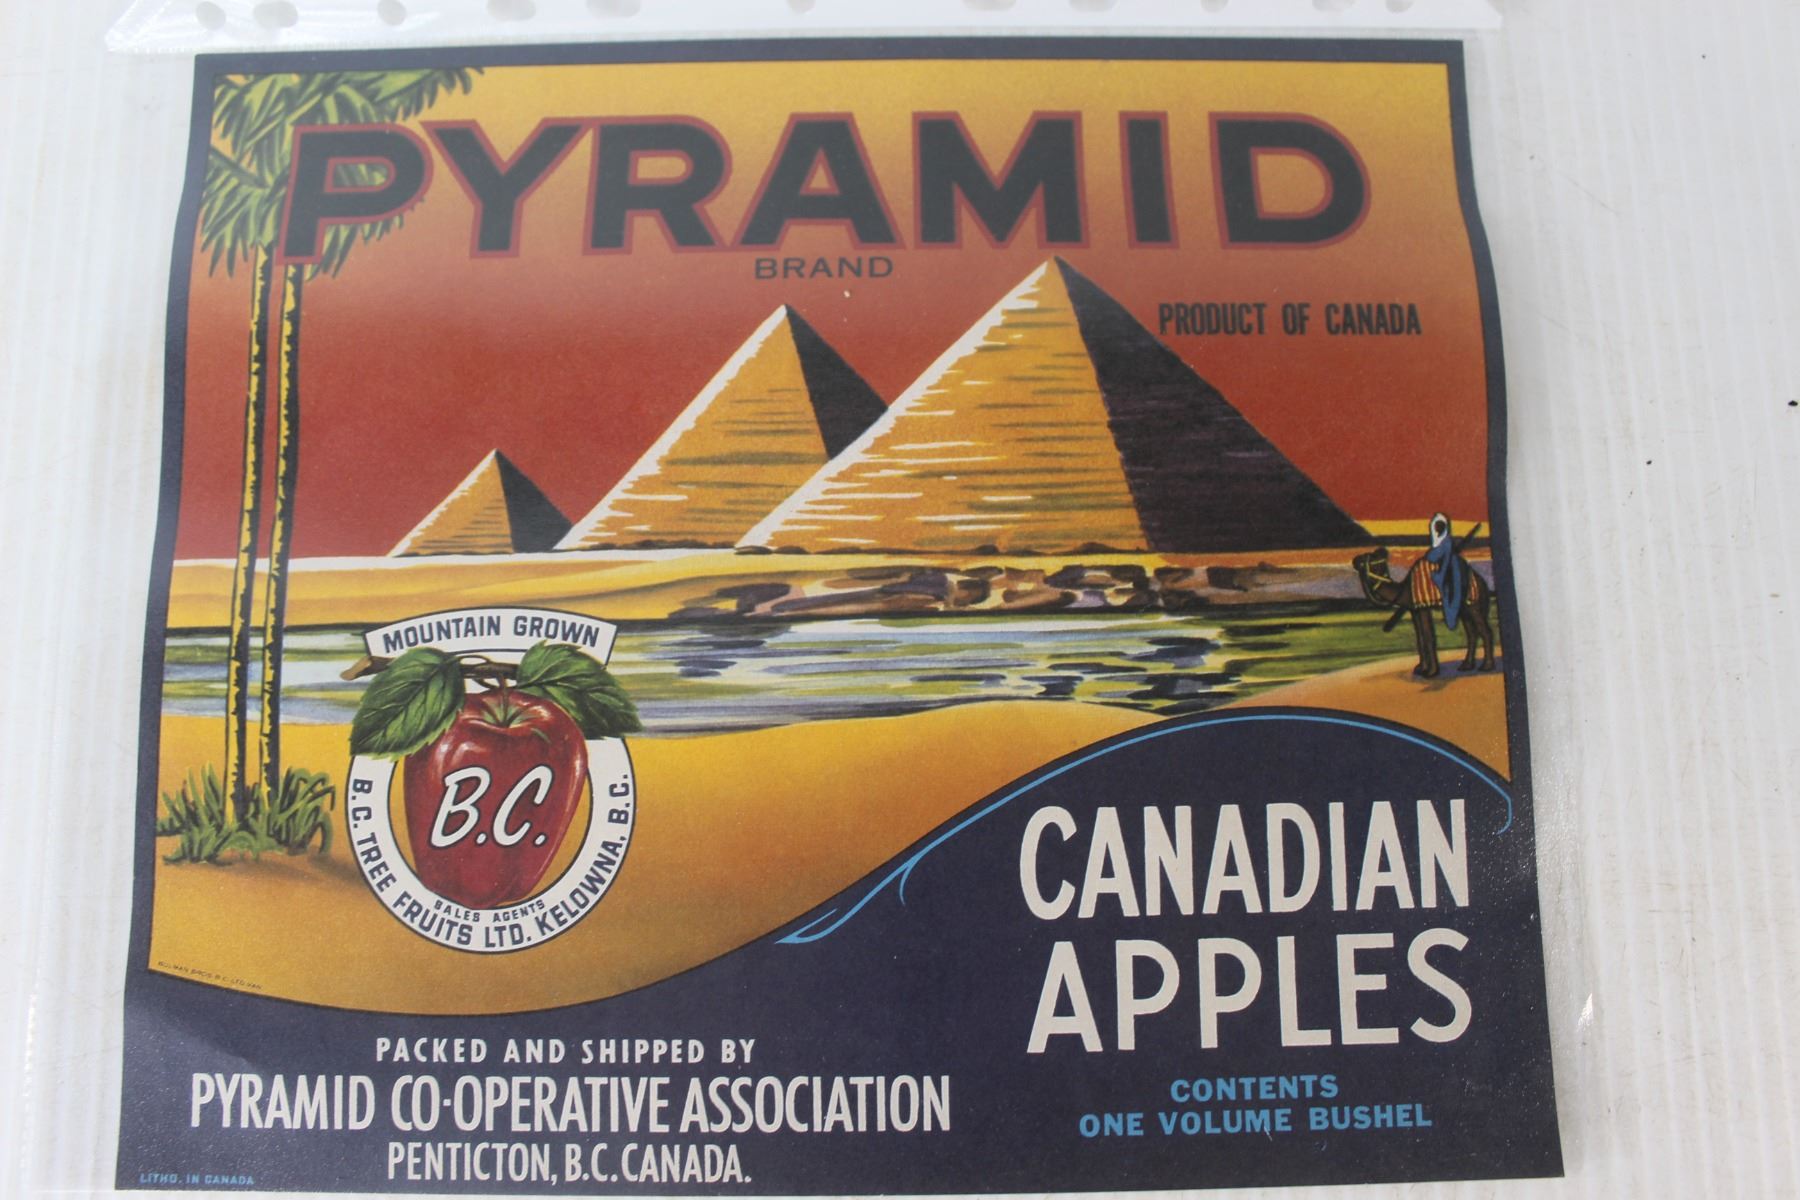 PYRAMID
BRAND
PRODUCT OF CANADA
MOUNTAIN GROWN
B.C.
SALES AGENTS
B.C. TREE FRUITS LTD. KELOWNA, B.C.
CANADIAN
APPLES
CONTENTS
ONE VOLUME BUSHEL
PACKED AND SHIPPED BY
PYRAMID CO-OPERATIVE ASSOCIATION
PENTICTON, B.C. CANADA.
LITHO. IN CANADA